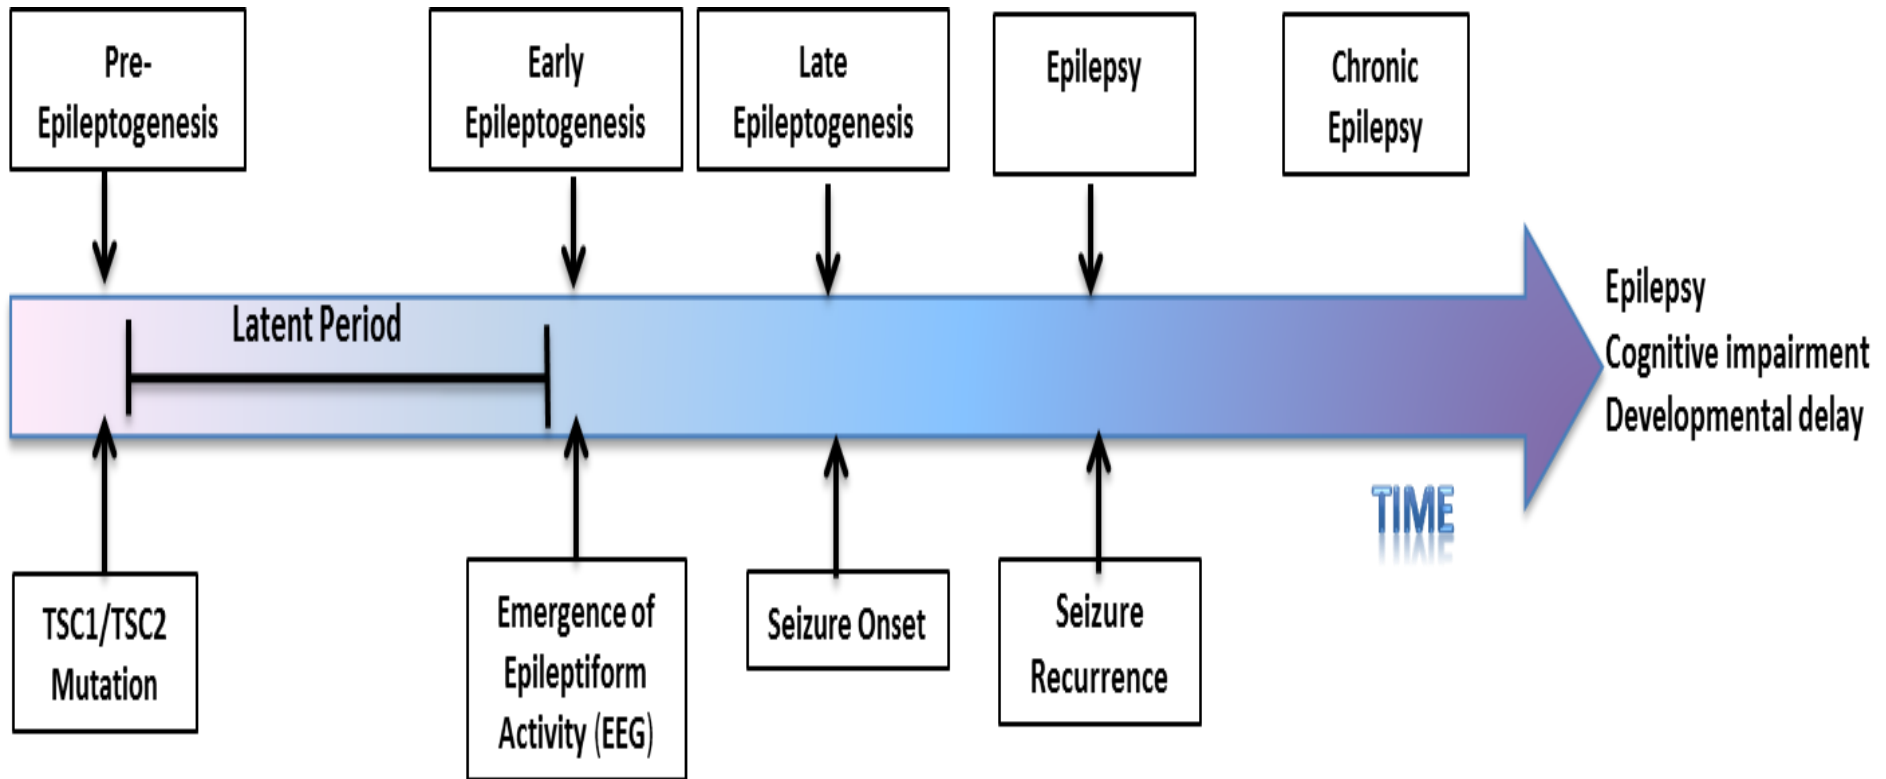 Pre-
Epileptogenesis
Early
Epileptogenesis
Late
Epileptogenesis
Epilepsy
Chronic
Epilepsy
Latent Period
Epilepsy
Cognitive impairment
Developmental delay
TIME
TSC1/TSC2
Mutation
Emergence of
Epileptiform
Activity (EEG)
Seizure Onset
Seizure
Recurrence